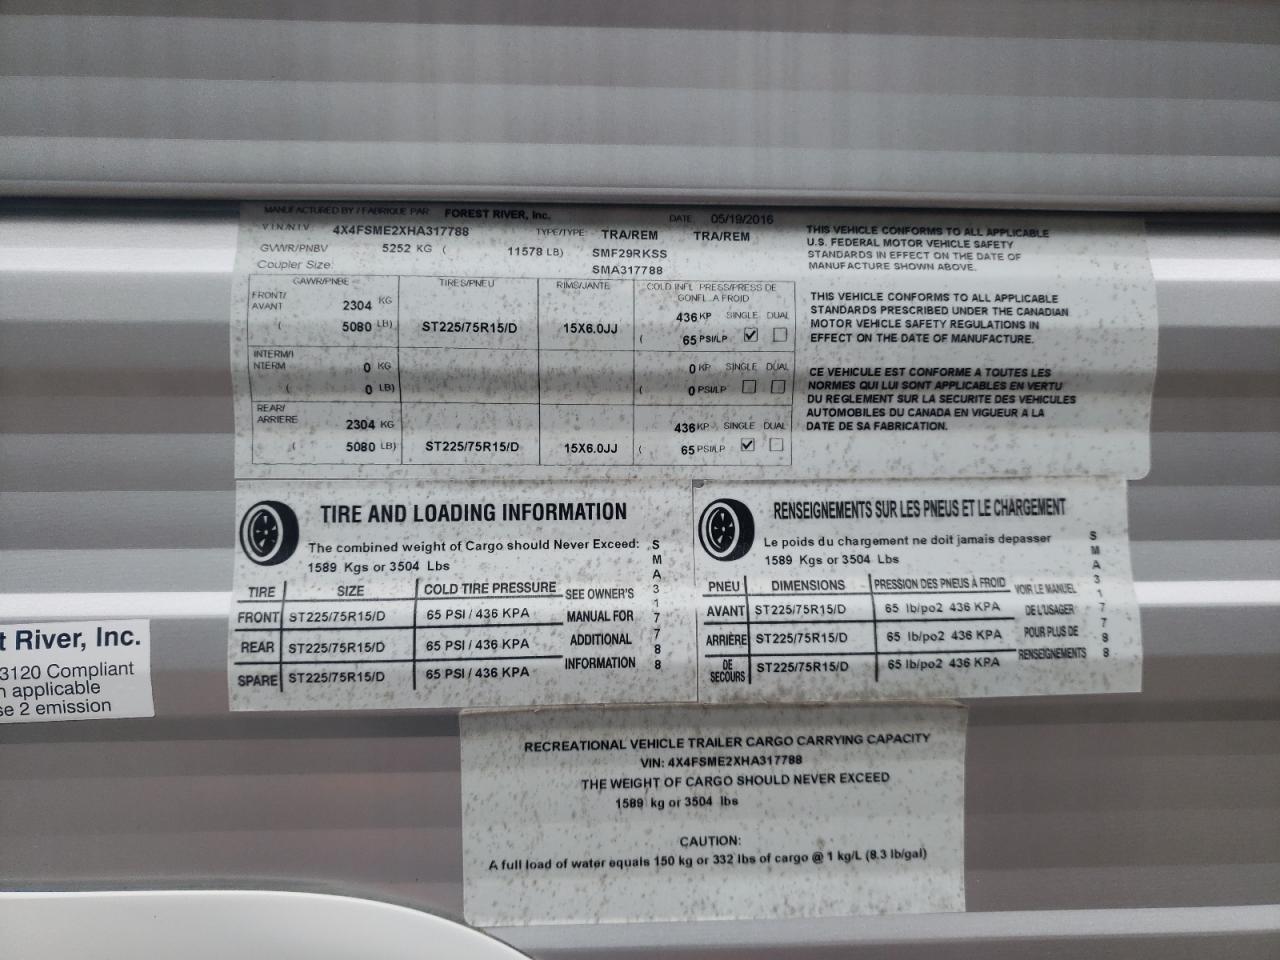 MANUFACTURED BY / FABRIQUE PAR FOREST RIVER, Inc. DATE 05/19/2016
V.I.N/N.I.V. 4X4FSME2XHA317788 TYPE/TYPE: TRA/REM TRA/REM
GVWR/PNBV 5252 KG ( 11578 LB) SMF29RKSS
Coupler Size: SMA317788
GAWR/PNBE TIRES/PNEU RIMS/JANTE COLD INFL. PRESS/PRESS DE GONFL. A FROID
FRONT/ AVANT 2304 KG 436 KP SINGLE DUAL
( 5080 LB) ST225/75R15/D 15X6.0JJ ( 65 PSI/LP
INTERM/I NTERM 0 KG 0 KP SINGLE DUAL
( 0 LB) ( 0 PSI/LP
REAR/ ARRIERE 2304 KG 436 KP SINGLE DUAL
( 5080 LB) ST225/75R15/D 15X6.0JJ ( 65 PSI/LP
THIS VEHICLE CONFORMS TO ALL APPLICABLE
U.S. FEDERAL MOTOR VEHICLE SAFETY
STANDARDS IN EFFECT ON THE DATE OF
MANUFACTURE SHOWN ABOVE.
THIS VEHICLE CONFORMS TO ALL APPLICABLE
STANDARDS PRESCRIBED UNDER THE CANADIAN
MOTOR VEHICLE SAFETY REGULATIONS IN
EFFECT ON THE DATE OF MANUFACTURE.
CE VEHICULE EST CONFORME A TOUTES LES
NORMES QUI LUI SONT APPLICABLES EN VERTU
DU REGLEMENT SUR LA SECURITE DES VEHICULES
AUTOMOBILES DU CANADA EN VIGUEUR A LA
DATE DE SA FABRICATION.
TIRE AND LOADING INFORMATION
The combined weight of Cargo should Never Exceed:
1589 Kgs or 3504 Lbs
TIRE SIZE COLD TIRE PRESSURE SEE OWNER'S
FRONT ST225/75R15/D 65 PSI / 436 KPA MANUAL FOR
REAR ST225/75R15/D 65 PSI / 436 KPA ADDITIONAL
SPARE ST225/75R15/D 65 PSI / 436 KPA INFORMATION
SMA317788
RENSEIGNEMENTS SUR LES PNEUS ET LE CHARGEMENT
Le poids du chargement ne doit jamais depasser
1589 Kgs or 3504 Lbs
PNEU DIMENSIONS PRESSION DES PNEUS À FROID VOIR LE MANUEL
AVANT ST225/75R15/D 65 lb/po2 436 KPA DE L'USAGER
ARRIÈRE ST225/75R15/D 65 lb/po2 436 KPA POUR PLUS DE
DE SECOURS ST225/75R15/D 65 lb/po2 436 KPA RENSEIGNEMENTS
SMA317788
t River, Inc.
3120 Compliant
n applicable
se 2 emission
RECREATIONAL VEHICLE TRAILER CARGO CARRYING CAPACITY
VIN: 4X4FSME2XHA317788
THE WEIGHT OF CARGO SHOULD NEVER EXCEED
1589 kg or 3504 lbs
CAUTION:
A full load of water equals 150 kg or 332 lbs of cargo @ 1 kg/L (8.3 lb/gal)